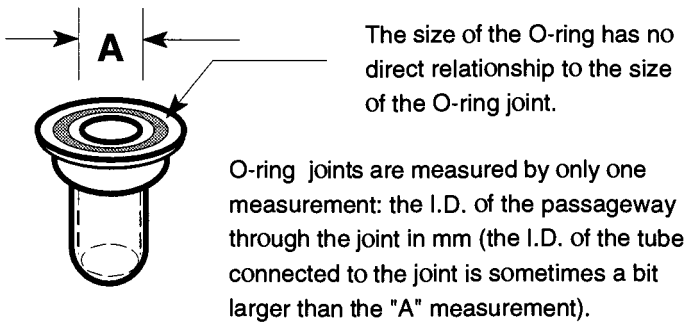 A
The size of the O-ring has no
direct relationship to the size
of the O-ring joint.
O-ring joints are measured by only one
measurement: the I.D. of the passageway
through the joint in mm (the I.D. of the tube
connected to the joint is sometimes a bit
larger than the "A" measurement).